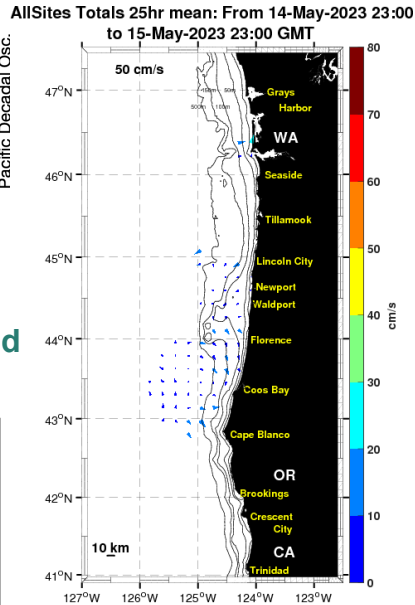 AllSites Totals 25hr mean: From 14-May-2023 23:00
to 15-May-2023 23:00 GMT
Pacific Decadal Osc.
d
50 cm/s
47°N
46°N
45°N
44°N
43°N
42°N
41°N
50m
500m
100m
Grays
Harbor
WA
Seaside
Tillamook
Lincoln City
Newport
Waldport
Florence
Coos Bay
Cape Blanco
OR
Brookings
Crescent
City
CA
Trinidad
10 km
127°W
126°W
125°W
124°W
123°W
80
70
60
50
40
30
20
10
0
cm/s